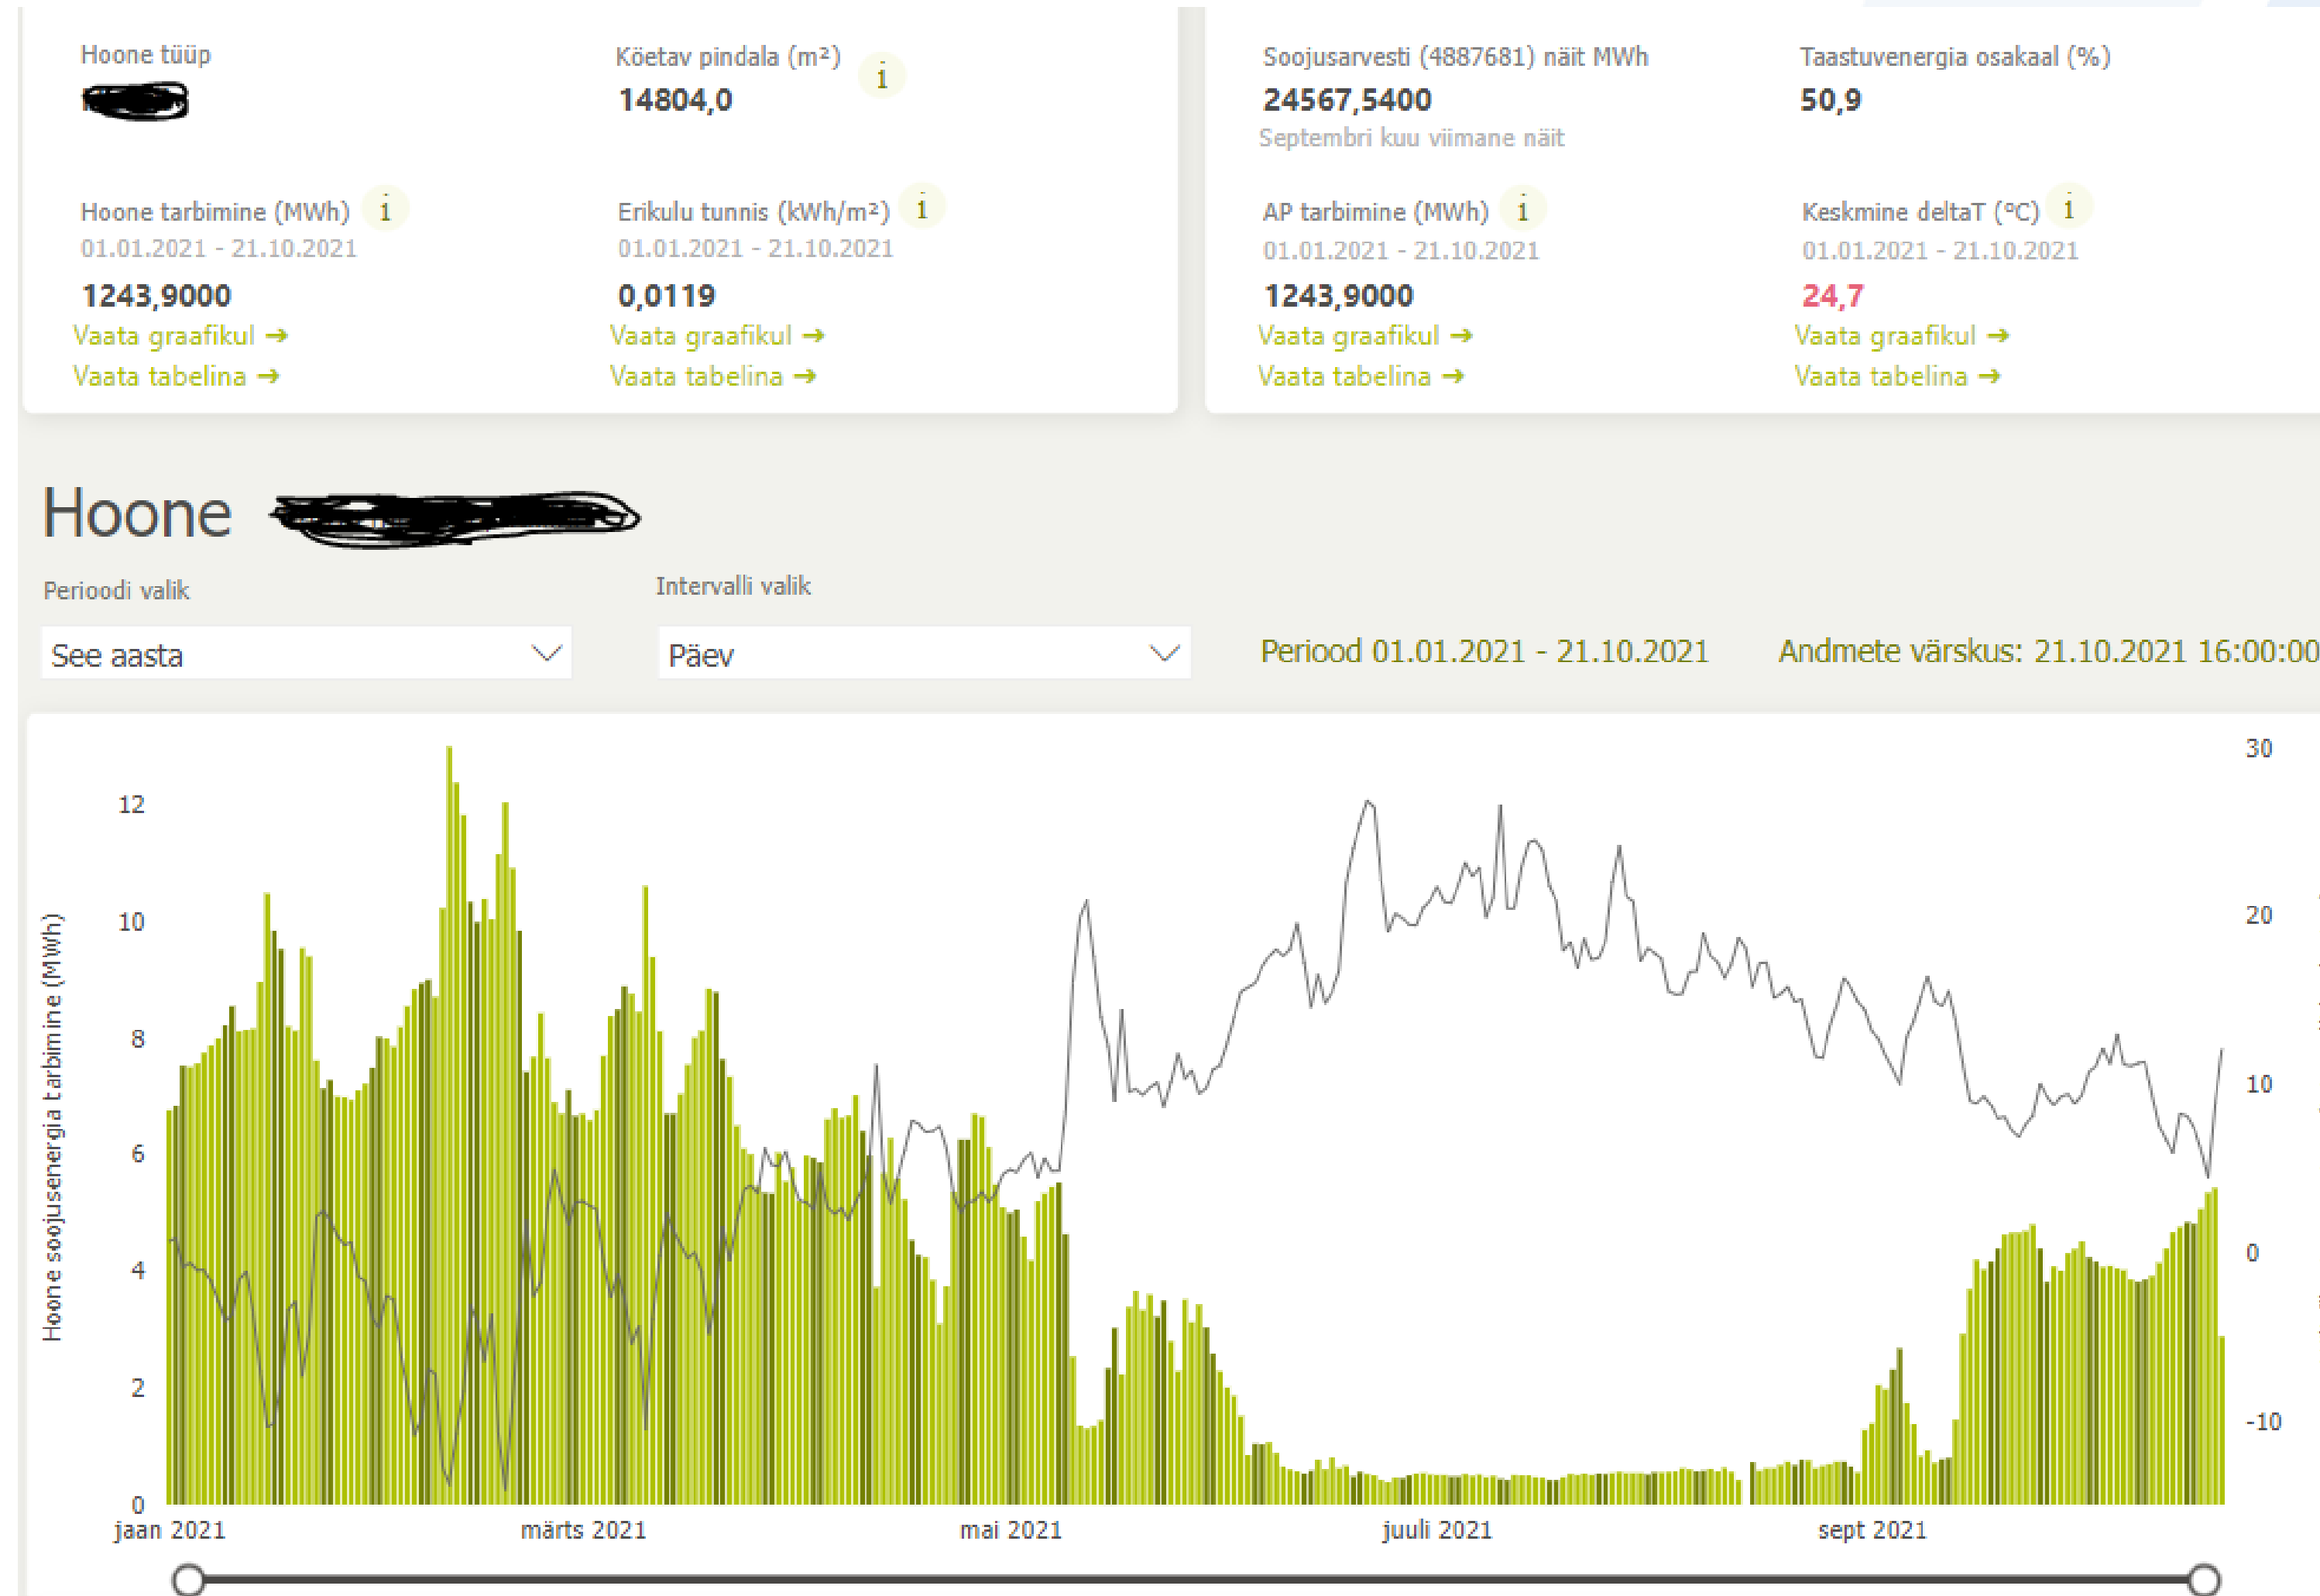 Hoone tüüp
Köetav pindala (m²) i
14804,0
Hoone tarbimine (MWh) i
01.01.2021 - 21.10.2021
1243,9000
Vaata graafikul →
Vaata tabelina →
Erikulu tunnis (kWh/m²) i
01.01.2021 - 21.10.2021
0,0119
Vaata graafikul →
Vaata tabelina →
Soojusarvesti (4887681) näit MWh
24567,5400
Septembri kuu viimane näit
Taastuvenergia osakaal (%)
50,9
AP tarbimine (MWh) i
01.01.2021 - 21.10.2021
1243,9000
Vaata graafikul →
Vaata tabelina →
Keskmine deltaT (°C) i
01.01.2021 - 21.10.2021
24,7
Vaata graafikul →
Vaata tabelina →
Hoone
Perioodi valik
See aasta
Intervalli valik
Päev
Periood 01.01.2021 - 21.10.2021
Andmete värskus: 21.10.2021 16:00:00
Hoone soojusenergia tarbimine (MWh)
12
10
8
6
4
2
0
30
20
10
0
-10
jaan 2021
märts 2021
mai 2021
juuli 2021
sept 2021